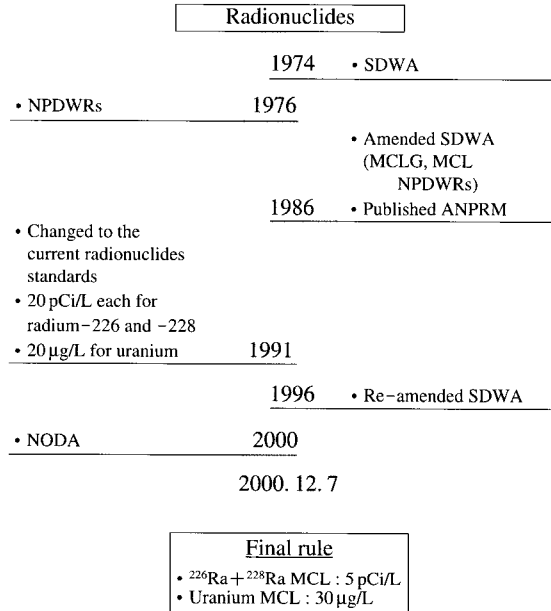 Radionuclides
1974 • SDWA
• NPDWRs 1976
• Amended SDWA
(MCLG, MCL
NPDWRs)
1986 • Published ANPRM
• Changed to the
current radionuclides
standards
• 20 pCi/L each for
radium−226 and −228
• 20 μg/L for uranium 1991
1996 • Re−amended SDWA
• NODA 2000
2000. 12. 7
Final rule
• ²²⁶Ra+²²⁸Ra MCL : 5 pCi/L
• Uranium MCL : 30 μg/L